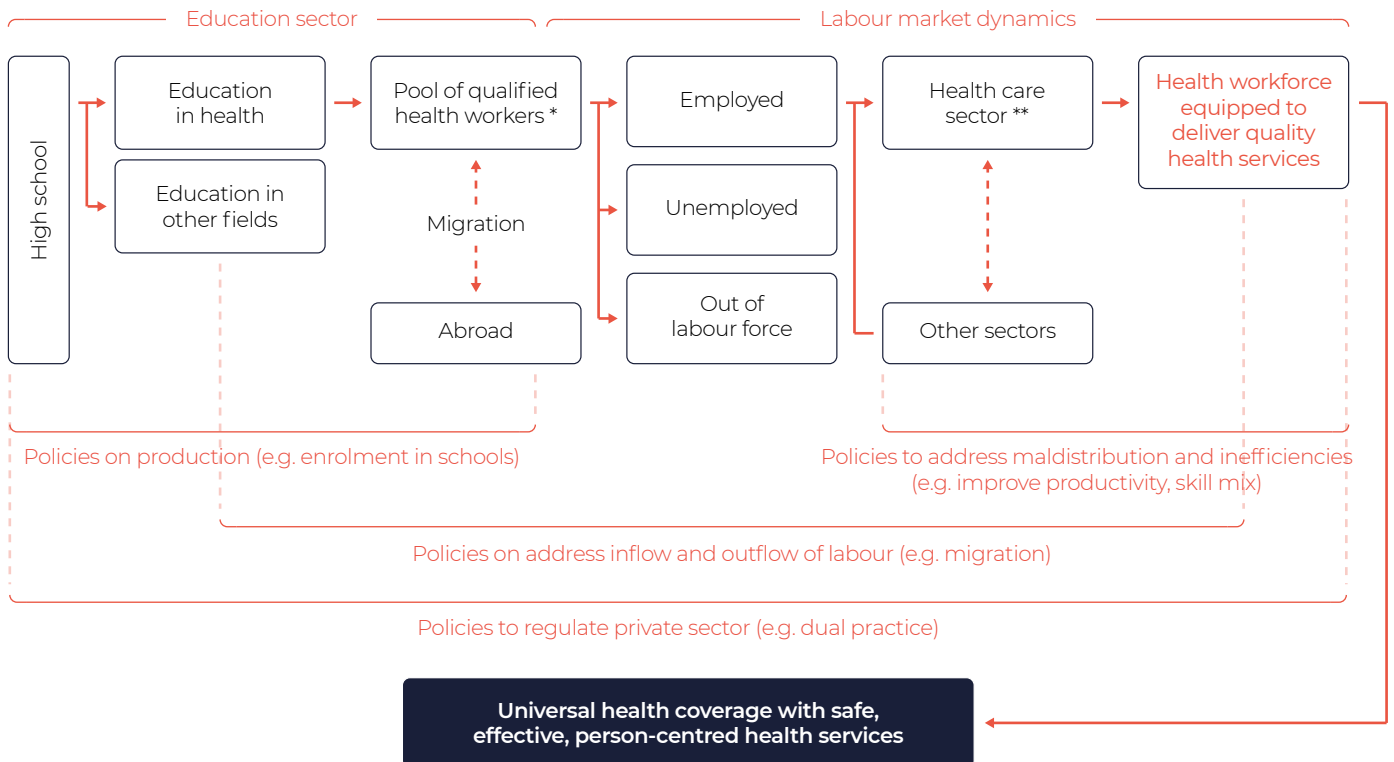 Education sector
Labour market dynamics
High school
Education
in health
Education in
other fields
Pool of qualified
health workers *
Migration
Abroad
Employed
Unemployed
Out of
labour force
Health care
sector **
Other sectors
Health workforce
equipped to
deliver quality
health services
Policies on production (e.g. enrolment in schools)
Policies to address maldistribution and inefficiencies
(e.g. improve productivity, skill mix)
Policies on address inflow and outflow of labour (e.g. migration)
Policies to regulate private sector (e.g. dual practice)
Universal health coverage with safe,
effective, person-centred health services